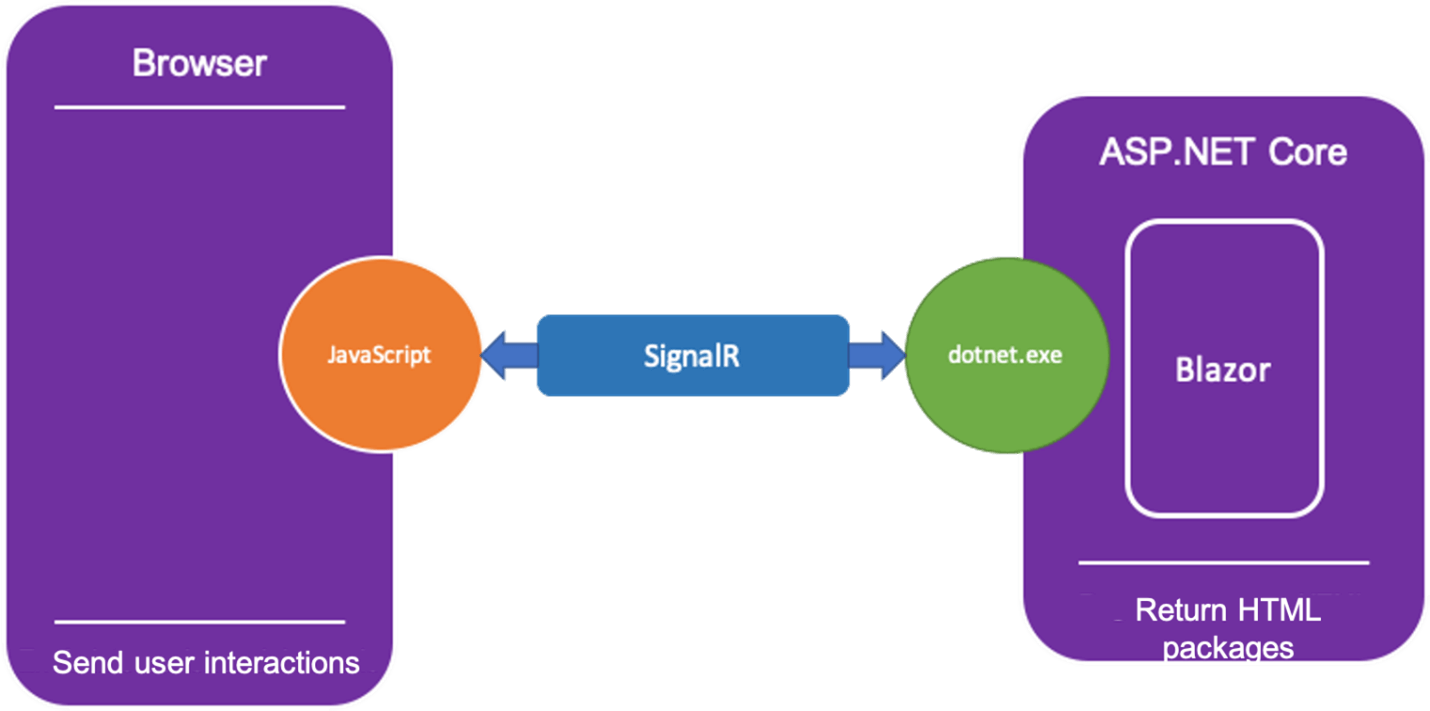 Browser
ASP.NET Core
JavaScript
SignalR
dotnet.exe
Blazor
Return HTML
packages
Send user interactions